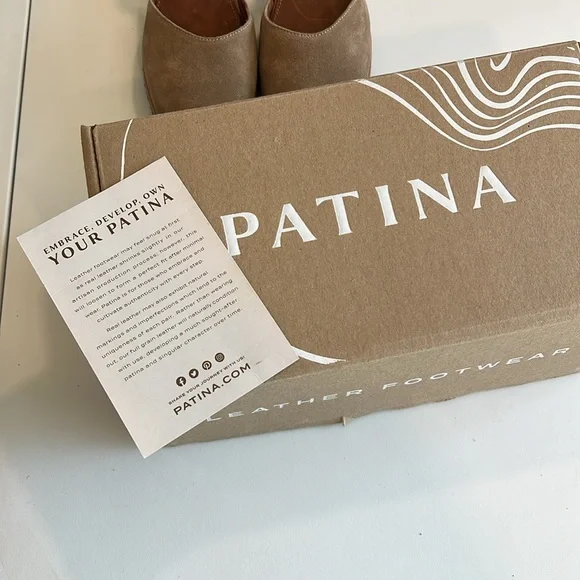 PATINA
LEATHER FOOTWEAR
EMBRACE, DEVELOP, OWN
YOUR PATINA
Leather footwear may feel snug at first
as real leather shrinks slightly in our
artisan production process; however, this
will loosen to form a perfect fit after minimal
wear. Patina is for those who embrace and
cultivate authenticity with every step.
Real leather may also exhibit natural
markings and imperfections which lend to the
uniqueness of each pair. Rather than wearing
out, our full grain leather will naturally condition
with use, developing a much sought-after
patina and singular character over time.
SHARE YOUR JOURNEY WITH US!
PATINA.COM